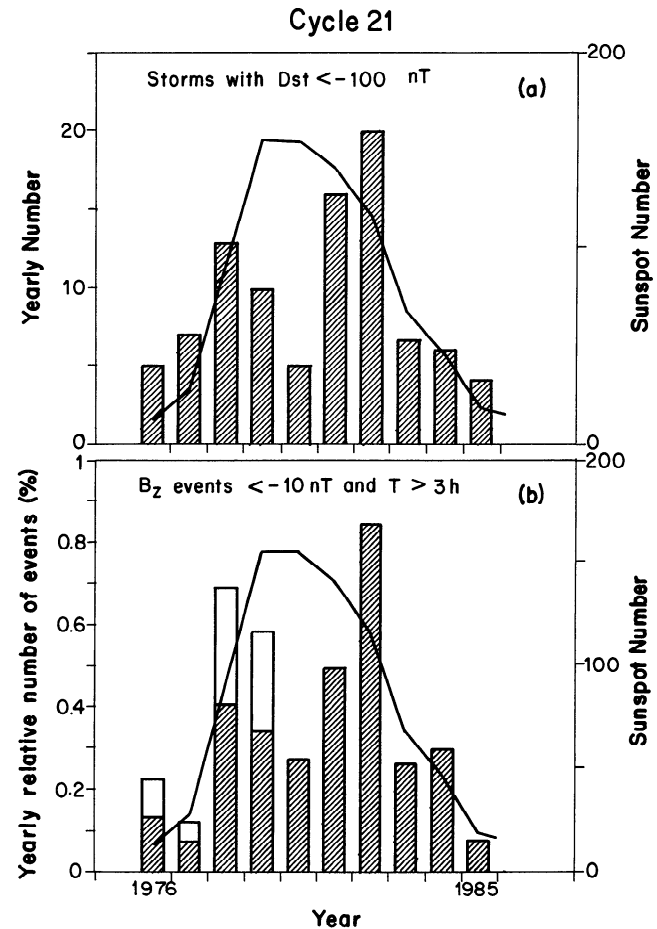 Cycle 21
200
Storms with Dst < -100 nT (a)
20
10
0
0
Yearly Number
Sunspot Number
1
200
Bz events < -10 nT and T > 3h (b)
0.8
0.6
100
0.4
0.2
0
0
Yearly relative number of events (%)
Sunspot Number
1976 1985
Year